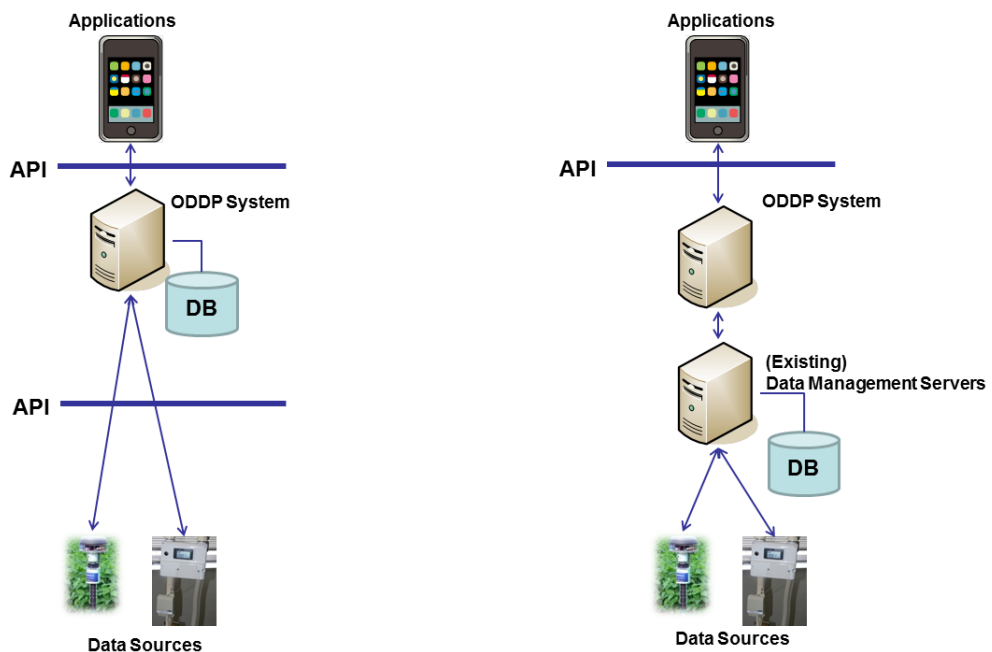 Applications
API
ODDP System
DB
API
Data Sources
Applications
API
ODDP System
(Existing)
Data Management Servers
DB
Data Sources